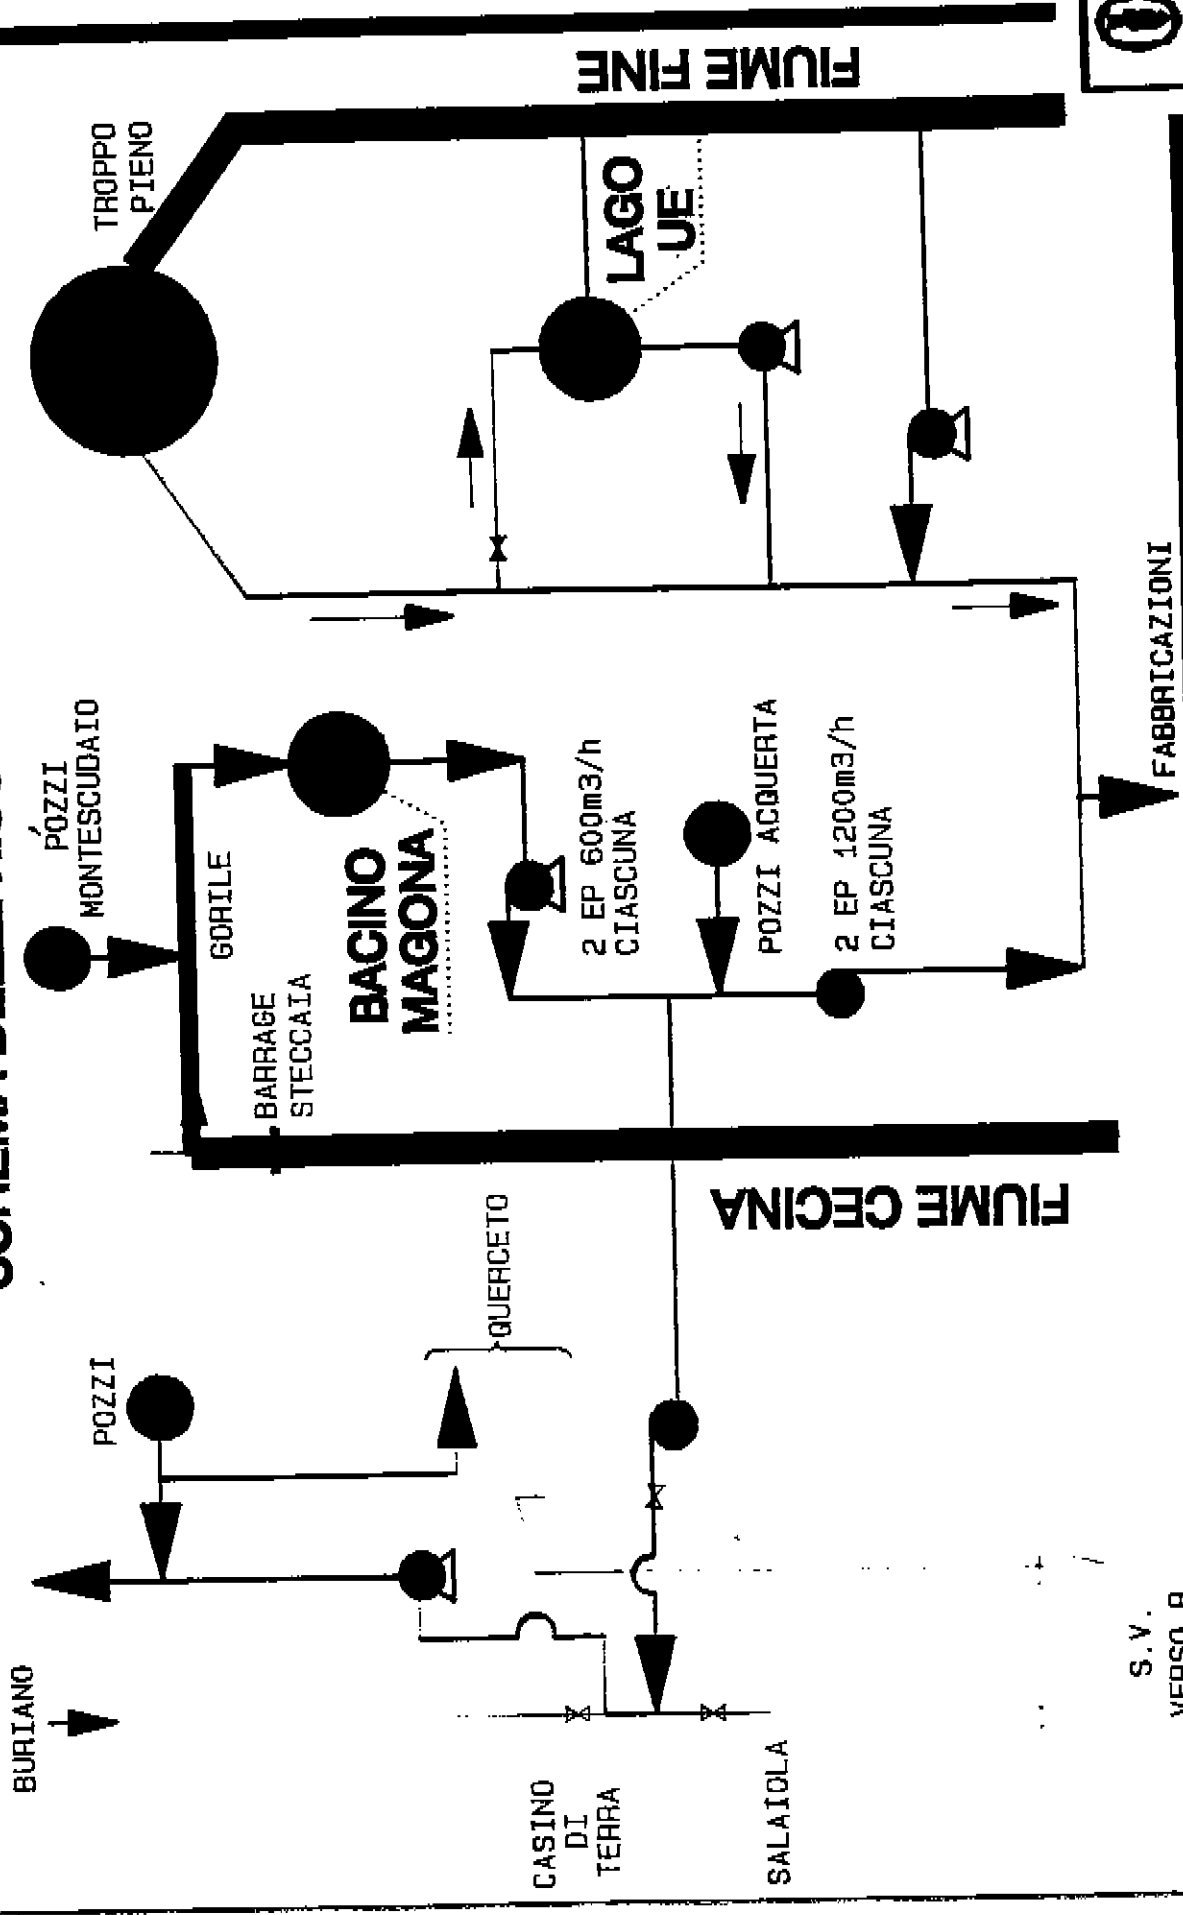 BURIANO
POZZI
QUERCETO
CASINO
DI
TERRA
SALAIOLA
S.V.
POZZI
MONTESCUDAIO
GORILE
BARRAGE
STECCAIA
BACINO
MAGONA
2 EP 600m3/h
CIASCUNA
POZZI ACQUERTA
2 EP 1200m3/h
CIASCUNA
FIUME CECINA
TROPPO
PIENO
FIUME FINE
LAGO
UE
FABBRICAZIONI